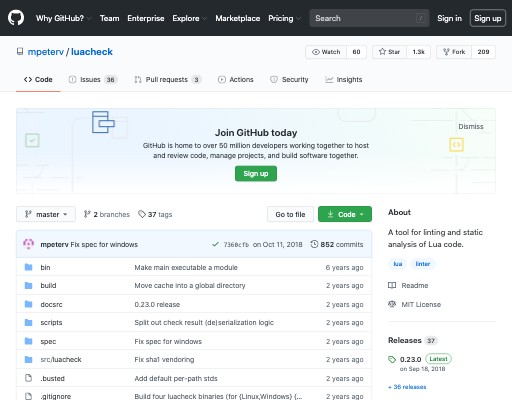 Why GitHub? Team Enterprise Explore Marketplace Pricing Search / Sign in Sign up
mpeterv / luacheck Watch 60 Star 1.3k Fork 209
Code Issues 36 Pull requests 3 Actions Security Insights
Dismiss
Join GitHub today
GitHub is home to over 50 million developers working together to host
and review code, manage projects, and build software together.
Sign up
master 2 branches 37 tags Go to file Code
mpeterv Fix spec for windows on Oct 11, 2018 852 commits
bin Make main executable a module 6 years ago
build Move cache into a global directory 2 years ago
docsrc 0.23.0 release 2 years ago
scripts Split out check result (de)serialization logic 2 years ago
spec Fix spec for windows 2 years ago
src/luacheck Fix sha1 vendoring 2 years ago
.busted Add default per-path stds 2 years ago
.gitignore Build four luacheck binaries (for {Linux,Windows} {,... 2 years ago
About
A tool for linting and static
analysis of Lua code.
lua linter
Readme
MIT License
Releases 37
0.23.0 Latest
on Sep 18, 2018
+ 36 releases